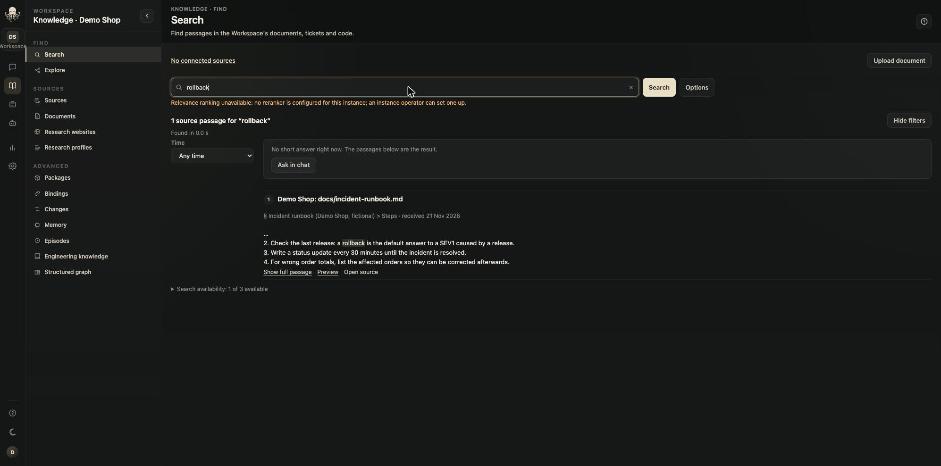 WORKSPACE
Knowledge - Demo Shop
DS
Workspace
FIND
Search
Explore
SOURCES
Sources
Documents
Research websites
Research profiles
ADVANCED
Packages
Bindings
Changes
Memory
Episodes
Engineering knowledge
Structured graph
D
KNOWLEDGE · FIND
Search
Find passages in the Workspace's documents, tickets and code.
No connected sources
Upload document
rollback
Search
Options
Relevance ranking unavailable: no reranker is configured for this instance; an instance operator can set one up.
1 source passage for “rollback”
Hide filters
Found in 0.0 s
Time
Any time
No short answer right now. The passages below are the result.
Ask in chat
1 Demo Shop: docs/incident-runbook.md
§ Incident runbook (Demo Shop, fictional) > Steps · received 21 Nov 2026
...
2. Check the last release: a rollback is the default answer to a SEV1 caused by a release.
3. Write a status update every 30 minutes until the incident is resolved.
4. For wrong order totals, list the affected orders so they can be corrected afterwards.
Show full passage Preview Open source
Search availability: 1 of 3 available